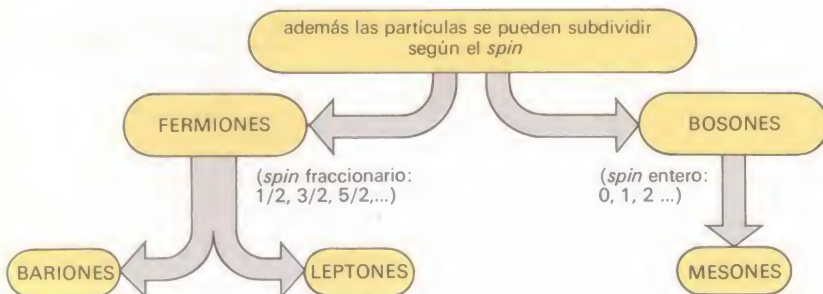 además las partículas se pueden subdividir
según el spin
FERMIONES
BOSONES
(spin fraccionario:
1/2, 3/2, 5/2,...)
(spin entero:
0, 1, 2 ...)
BARIONES
LEPTONES
MESONES